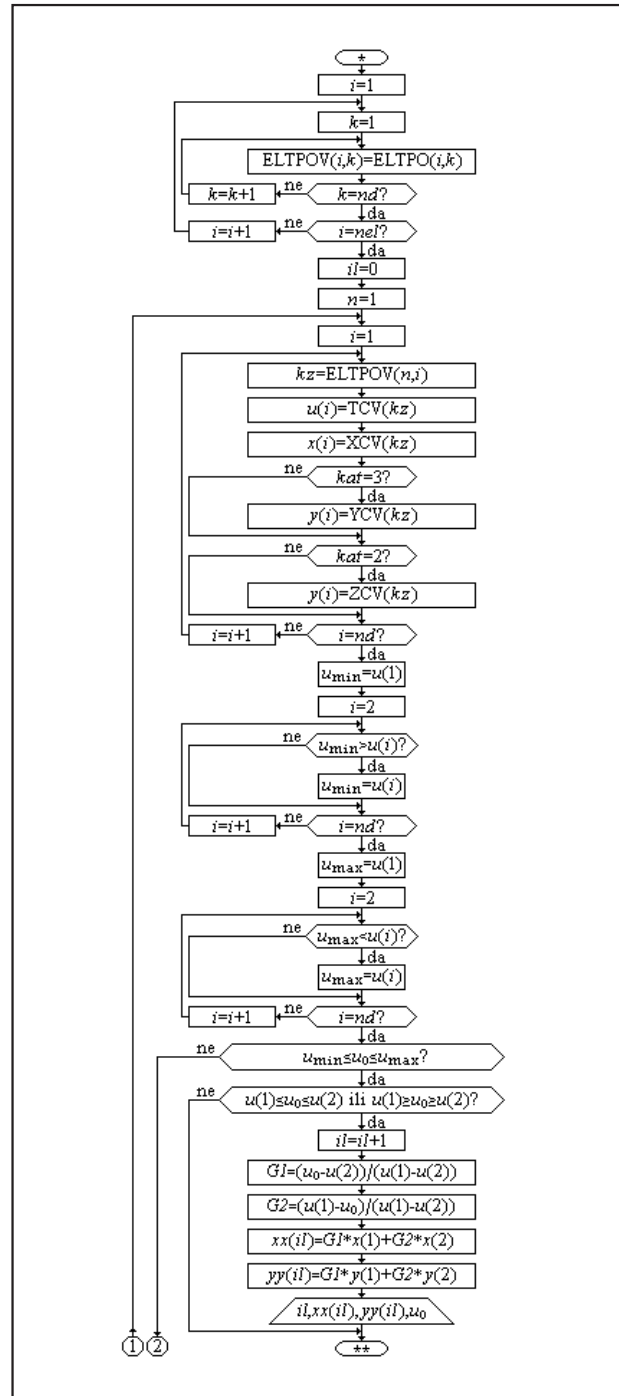 *
i=1
k=1
ELTPOV(i,k)=ELTPO(i,k)
k=k+1 ne k=nd?
da
i=i+1 ne i=nel?
da
il=0
n=1
i=1
kz=ELTPOV(n,i)
u(i)=TCV(kz)
x(i)=XCV(kz)
ne kat=3?
da
y(i)=YCV(kz)
ne kat=2?
da
y(i)=ZCV(kz)
i=i+1 ne i=nd?
da
umin=u(1)
i=2
ne umin>u(i)?
da
umin=u(i)
i=i+1 ne i=nd?
da
umax=u(1)
i=2
ne umax<u(i)?
da
umax=u(i)
i=i+1 ne i=nd?
da
ne umin≤u0≤umax?
da
ne u(1)≤u0≤u(2) ili u(1)≥u0≥u(2)?
da
il=il+1
G1=(u0-u(2))/(u(1)-u(2))
G2=(u(1)-u0)/(u(1)-u(2))
xx(il)=G1*x(1)+G2*x(2)
yy(il)=G1*y(1)+G2*y(2)
il,xx(il),yy(il),u0
1 2 **